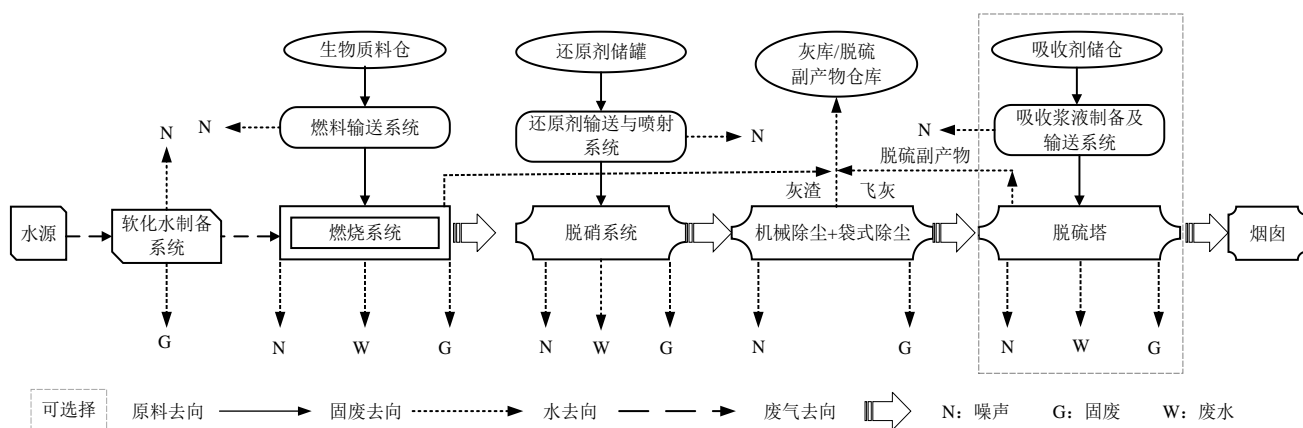 生物质料仓
还原剂储罐
灰库/脱硫
副产物仓库
吸收剂储仓
N
N
燃料输送系统
还原剂输送与喷射
系统
N
N
吸收浆液制备及
输送系统
脱硫副产物
灰渣
飞灰
水源
软化水制备
系统
燃烧系统
脱硝系统
机械除尘+袋式除尘
脱硫塔
烟囱
G
N
W
G
N
W
G
N
G
N
W
G
可选择
原料去向
固废去向
水去向
废气去向
N：噪声
G：固废
W：废水